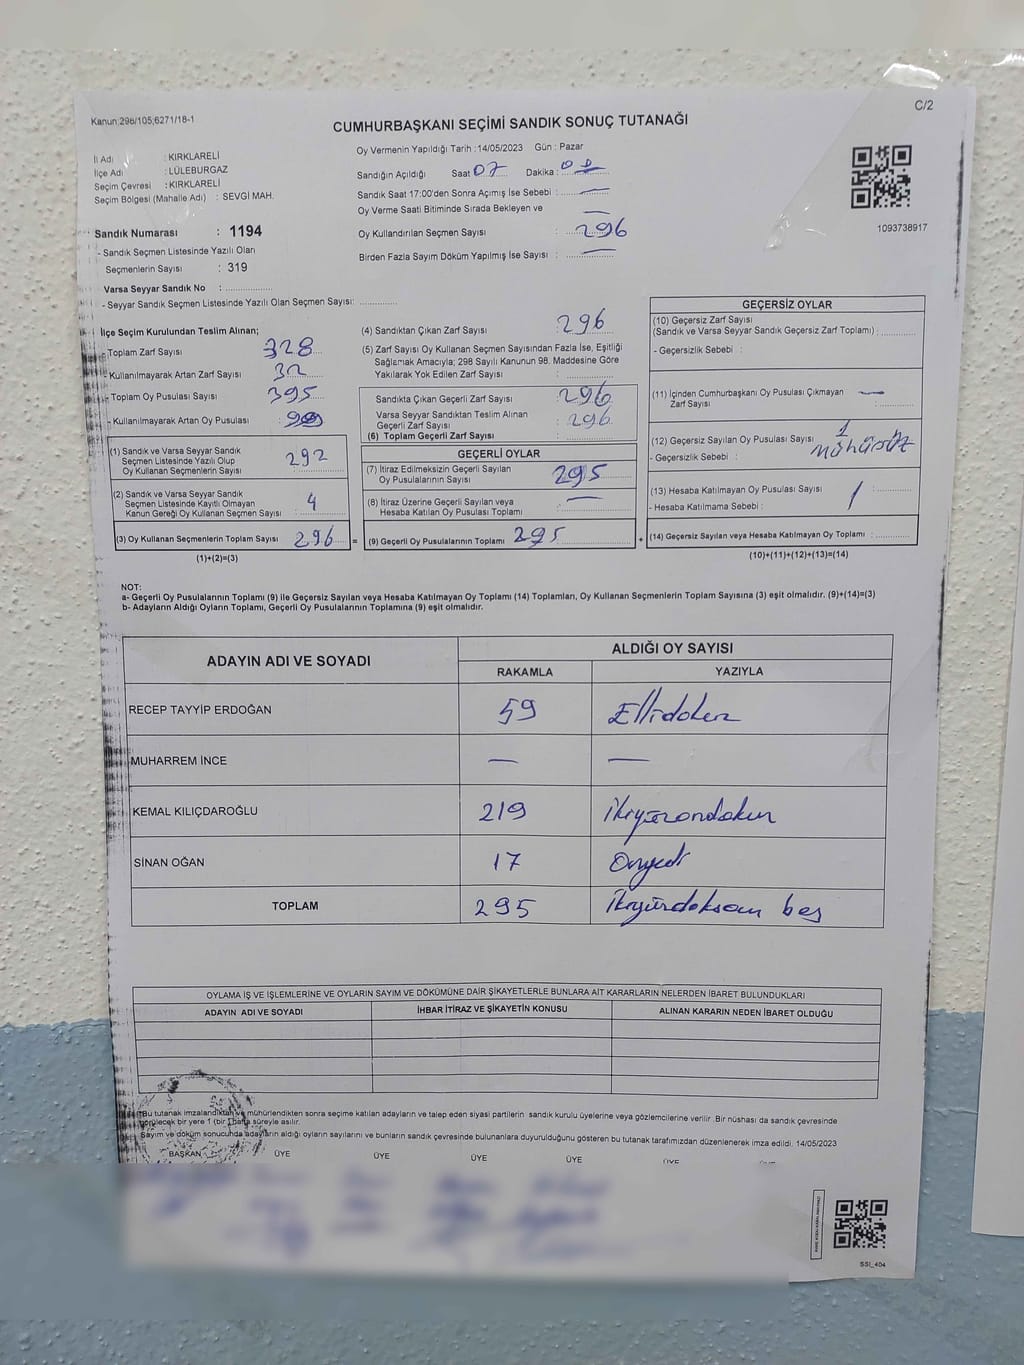 Kanun:298/105;6271/18-1
C/2
CUMHURBAŞKANI SEÇİMİ SANDIK SONUÇ TUTANAĞI
İl Adı : KIRKLARELİ
İlçe Adı : LÜLEBURGAZ
Seçim Çevresi : KIRKLARELİ
Seçim Bölgesi (Mahalle Adı) : SEVGİ MAH.
Sandık Numarası : 1194
- Sandık Seçmen Listesinde Yazılı Olan
Seçmenlerin Sayısı : 319
Varsa Seyyar Sandık No :
- Seyyar Sandık Seçmen Listesinde Yazılı Olan Seçmen Sayısı:
Oy Vermenin Yapıldığı Tarih :14/05/2023 Gün : Pazar
Sandığın Açıldığı Saat 07 Dakika :
Sandık Saat 17:00'den Sonra Açımış İse Sebebi : —
Oy Verme Saati Bitiminde Sırada Bekleyen ve —
Oy Kullandırılan Seçmen Sayısı : 296
Birden Fazla Sayım Döküm Yapılmış İse Sayısı : —
1093738917
İlçe Seçim Kurulundan Teslim Alınan;
- Toplam Zarf Sayısı 328
- Kullanılmayarak Artan Zarf Sayısı 32
- Toplam Oy Pusulası Sayısı 395
- Kullanılmayarak Artan Oy Pusulası
(1) Sandık ve Varsa Seyyar Sandık
Seçmen Listesinde Yazılı Olup
Oy Kullanan Seçmenlerin Sayısı 292
(2) Sandık ve Varsa Seyyar Sandık
Seçmen Listesinde Kayıtlı Olmayan
Kanun Gereği Oy Kullanan Seçmen Sayısı : 4
(3) Oy Kullanan Seçmenlerin Toplam Sayısı 296 =
(1)+(2)=(3)
(4) Sandıktan Çıkan Zarf Sayısı : 296
(5) Zarf Sayısı Oy Kullanan Seçmen Sayısından Fazla İse, Eşitliği
Sağlamak Amacıyla; 298 Sayılı Kanunun 98. Maddesine Göre
Yakılarak Yok Edilen Zarf Sayısı :
Sandıkta Çıkan Geçerli Zarf Sayısı : 296
Varsa Seyyar Sandıktan Teslim Alınan
Geçerli Zarf Sayısı : 296
(6) Toplam Geçerli Zarf Sayısı :
GEÇERLİ OYLAR
(7) İtiraz Edilmeksizin Geçerli Sayılan
Oy Pusulalarının Sayısı : 295
(8) İtiraz Üzerine Geçerli Sayılan veya
Hesaba Katılan Oy Pusulası Toplamı : —
(9) Geçerli Oy Pusulalarının Toplamı 295 +
GEÇERSİZ OYLAR
(10) Geçersiz Zarf Sayısı
(Sandık ve Varsa Seyyar Sandık Geçersiz Zarf Toplamı) :
- Geçersizlik Sebebi :
(11) İçinden Cumhurbaşkanı Oy Pusulası Çıkmayan —
Zarf Sayısı :
(12) Geçersiz Sayılan Oy Pusulası Sayısı : 1
- Geçersizlik Sebebi : mühürsüz
(13) Hesaba Katılmayan Oy Pusulası Sayısı :
- Hesaba Katılmama Sebebi :
(14) Geçersiz Sayılan veya Hesaba Katılmayan Oy Toplamı :
(10)+(11)+(12)+(13)=(14)
NOT:
a- Geçerli Oy Pusulalarının Toplamı (9) ile Geçersiz Sayılan veya Hesaba Katılmayan Oy Toplamı (14) Toplamları, Oy Kullanan Seçmenlerin Toplam Sayısına (3) eşit olmalıdır. (9)+(14)=(3)
b- Adayların Aldığı Oyların Toplamı, Geçerli Oy Pusulalarının Toplamına (9) eşit olmalıdır.
ADAYIN ADI VE SOYADI
ALDIĞI OY SAYISI
RAKAMLA YAZIYLA
RECEP TAYYİP ERDOĞAN 59 Ellidokuz
MUHARREM İNCE — —
KEMAL KILIÇDAROĞLU 219 ikiyüzondokuz
SİNAN OĞAN 17 Onyedi
TOPLAM 295 ikiyüzdoksan beş
OYLAMA İŞ VE İŞLEMLERİNE VE OYLARIN SAYIM VE DÖKÜMÜNE DAİR ŞİKAYETLERLE BUNLARA AİT KARARLARIN NELERDEN İBARET BULUNDUKLARI
ADAYIN ADI VE SOYADI İHBAR İTİRAZ VE ŞİKAYETİN KONUSU ALINAN KARARIN NEDEN İBARET OLDUĞU
Bu tutanak imzalandıktan ve mühürlendikten sonra seçime katılan adayların ve talep eden siyasi partilerin sandık kurulu üyelerine veya gözlemcilerine verilir. Bir nüshası da sandık çevresinde
görülecek bir yere 1 (bir) hafta süreyle asılır.
Sayım ve döküm sonucunda adayların aldığı oyların sayılarını ve bunların sandık çevresinde bulunanlara duyurulduğunu gösteren bu tutanak tarafımızdan düzenlenerek imza edildi. 14/05/2023
BAŞKAN ÜYE ÜYE ÜYE ÜYE ÜYE
SSİ_404